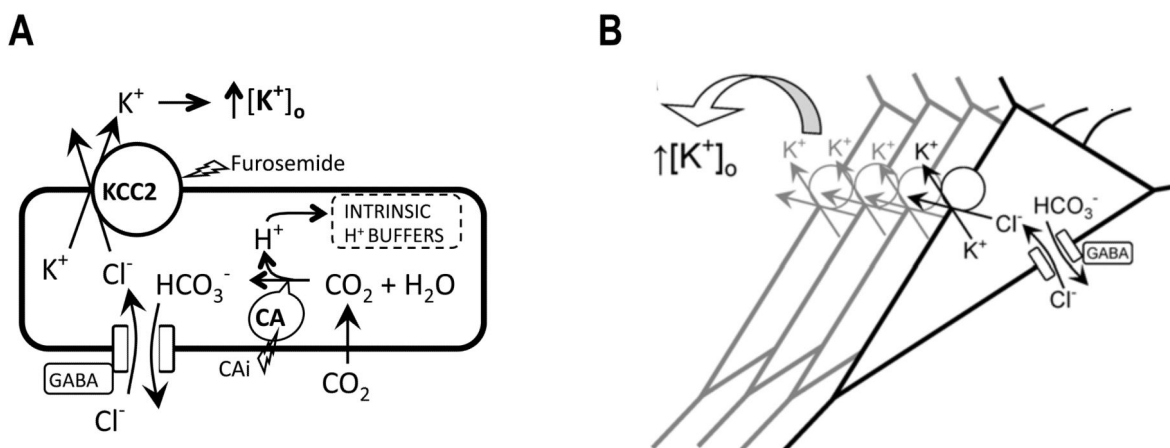 A
K⁺ → ↑[K⁺]ₒ
Furosemide
KCC2
INTRINSIC
H⁺ BUFFERS
H⁺
K⁺
Cl⁻
HCO₃⁻
CO₂ + H₂O
CA
CAi
GABA
CO₂
Cl⁻
B
K⁺
K⁺
K⁺
K⁺
↑[K⁺]ₒ
HCO₃⁻
Cl⁻
K⁺
GABA
Cl⁻